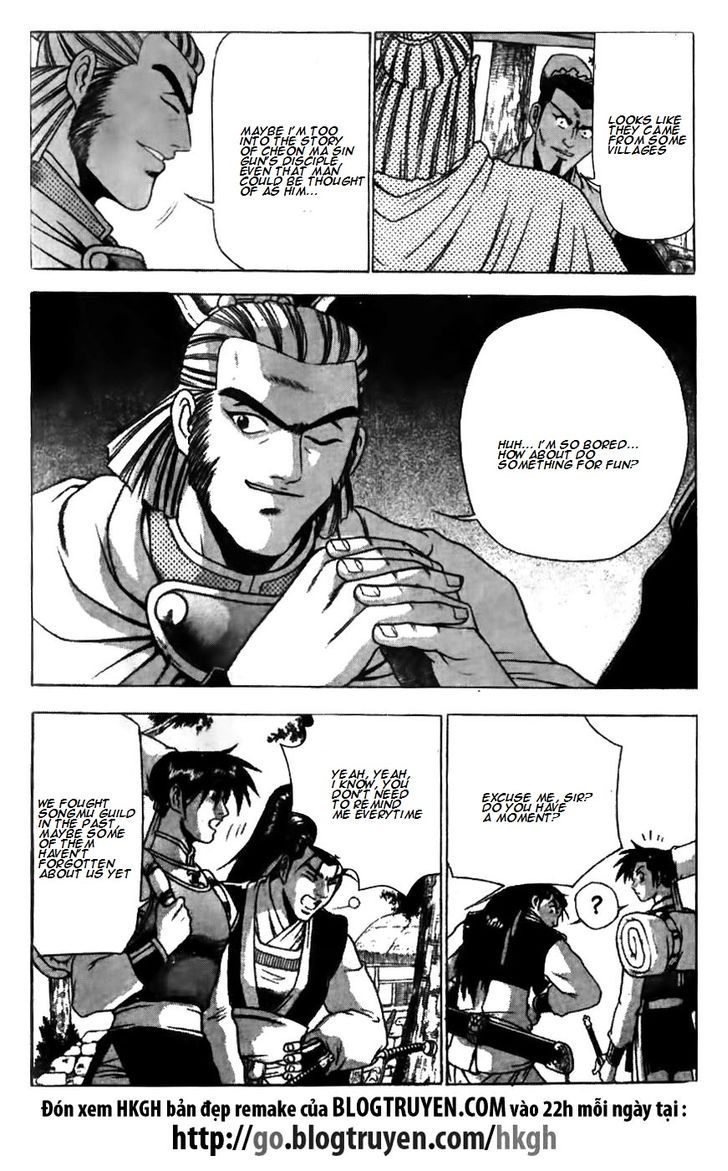 MAYBE I'M TOO
INTO THE STORY
OF CHEON MA SIN
GUN'S DISCIPLE,
EVEN THAT MAN
COULD BE THOUGHT
OF AS HIM...
LOOKS LIKE
THEY CAME
FROM SOME
VILLAGES
HUH... I'M SO BORED...
HOW ABOUT DO
SOMETHING FOR FUN?
WE FOUGHT
SONGMU GUILD
IN THE PAST,
MAYBE SOME
OF THEM
HAVEN'T
FORGOTTEN
ABOUT US YET
YEAH, YEAH,
I KNOW, YOU
DON'T NEED
TO REMIND
ME EVERYTIME
EXCUSE ME, SIR?
DO YOU HAVE
A MOMENT?
?
Đón xem HKGH bản đẹp remake của BLOGTRUYEN.COM vào 22h mỗi ngày tại :
http://go.blogtruyen.com/hkgh